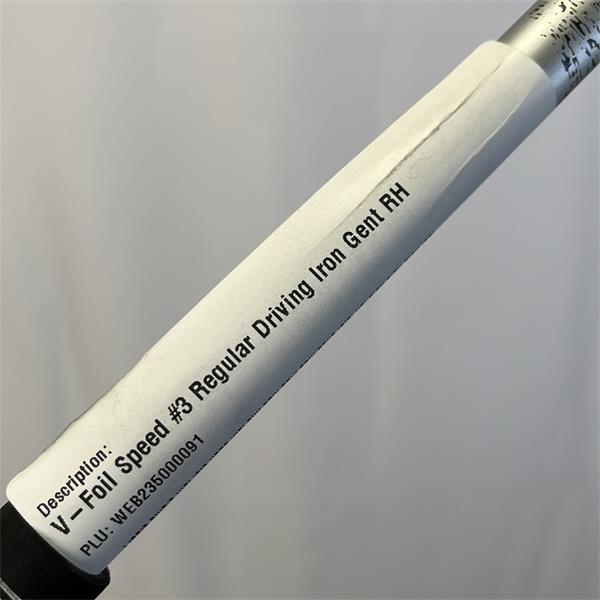 Description:
V-Foil Speed #3 Regular Driving Iron Gent RH
PLU: WEB235000091